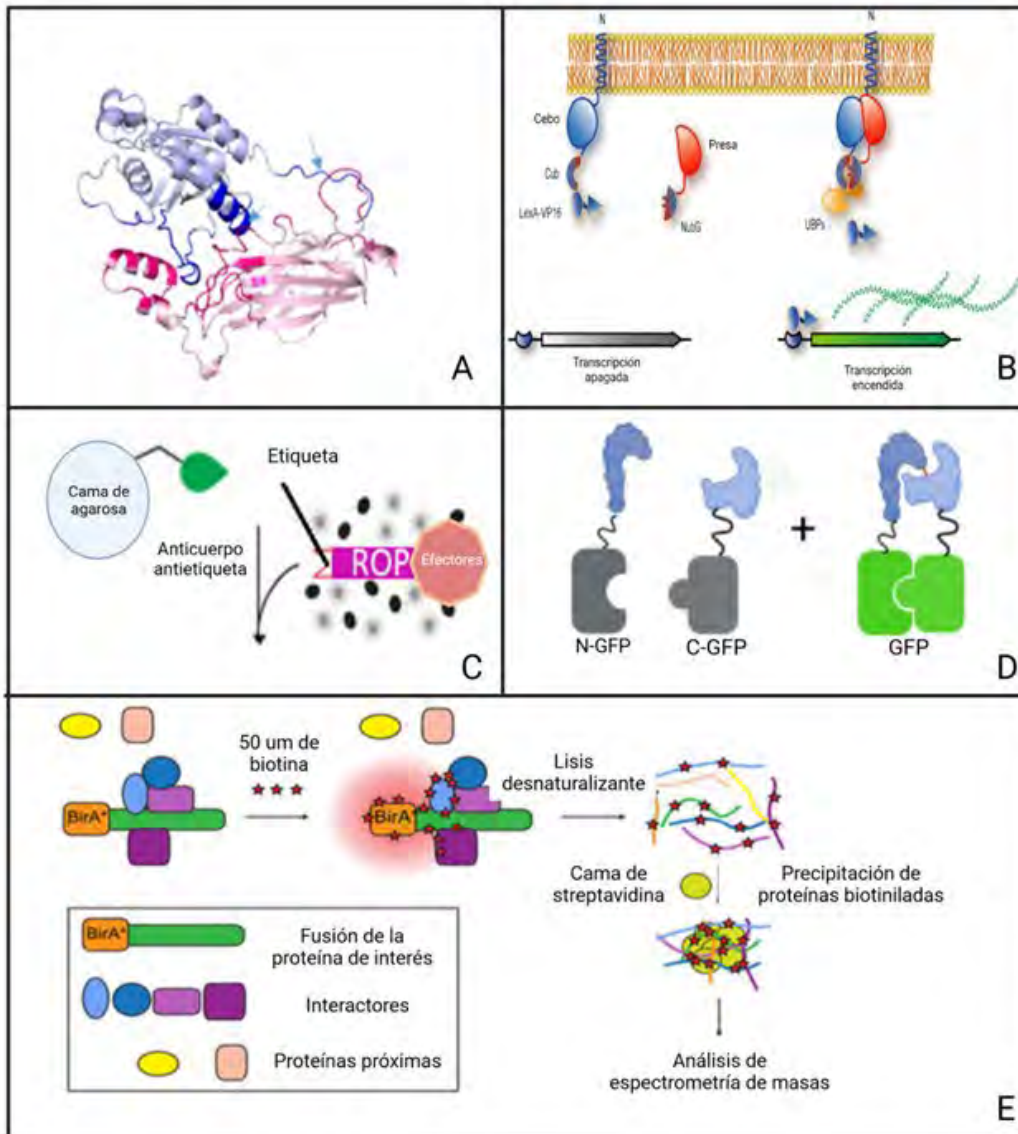 A
N
N
Cebo
Presa
Cub
LexA-VP16
NubG
UBPs
Transcripción
apagada
Transcripción
encendida
B
Cama de
agarosa
Etiqueta
Anticuerpo
antietiqueta
ROP
Efectores
C
N-GFP
C-GFP
+
GFP
D
50 um de
biotina
BirA*
BirA*
Lisis
desnaturalizante
Cama de
streptavidina
Precipitación de
proteínas biotiniladas
BirA*
Fusión de la
proteína de interés
Interactores
Proteínas próximas
Análisis de
espectrometría de masas
E